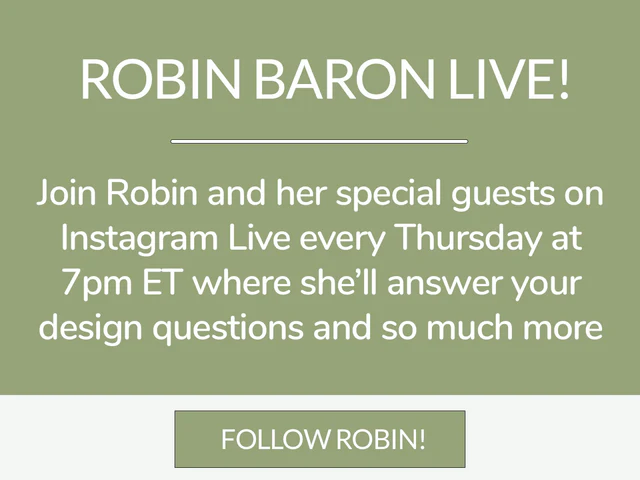 ROBIN BARON LIVE!
Join Robin and her special guests on
Instagram Live every Thursday at
7pm ET where she’ll answer your
design questions and so much more
FOLLOW ROBIN!